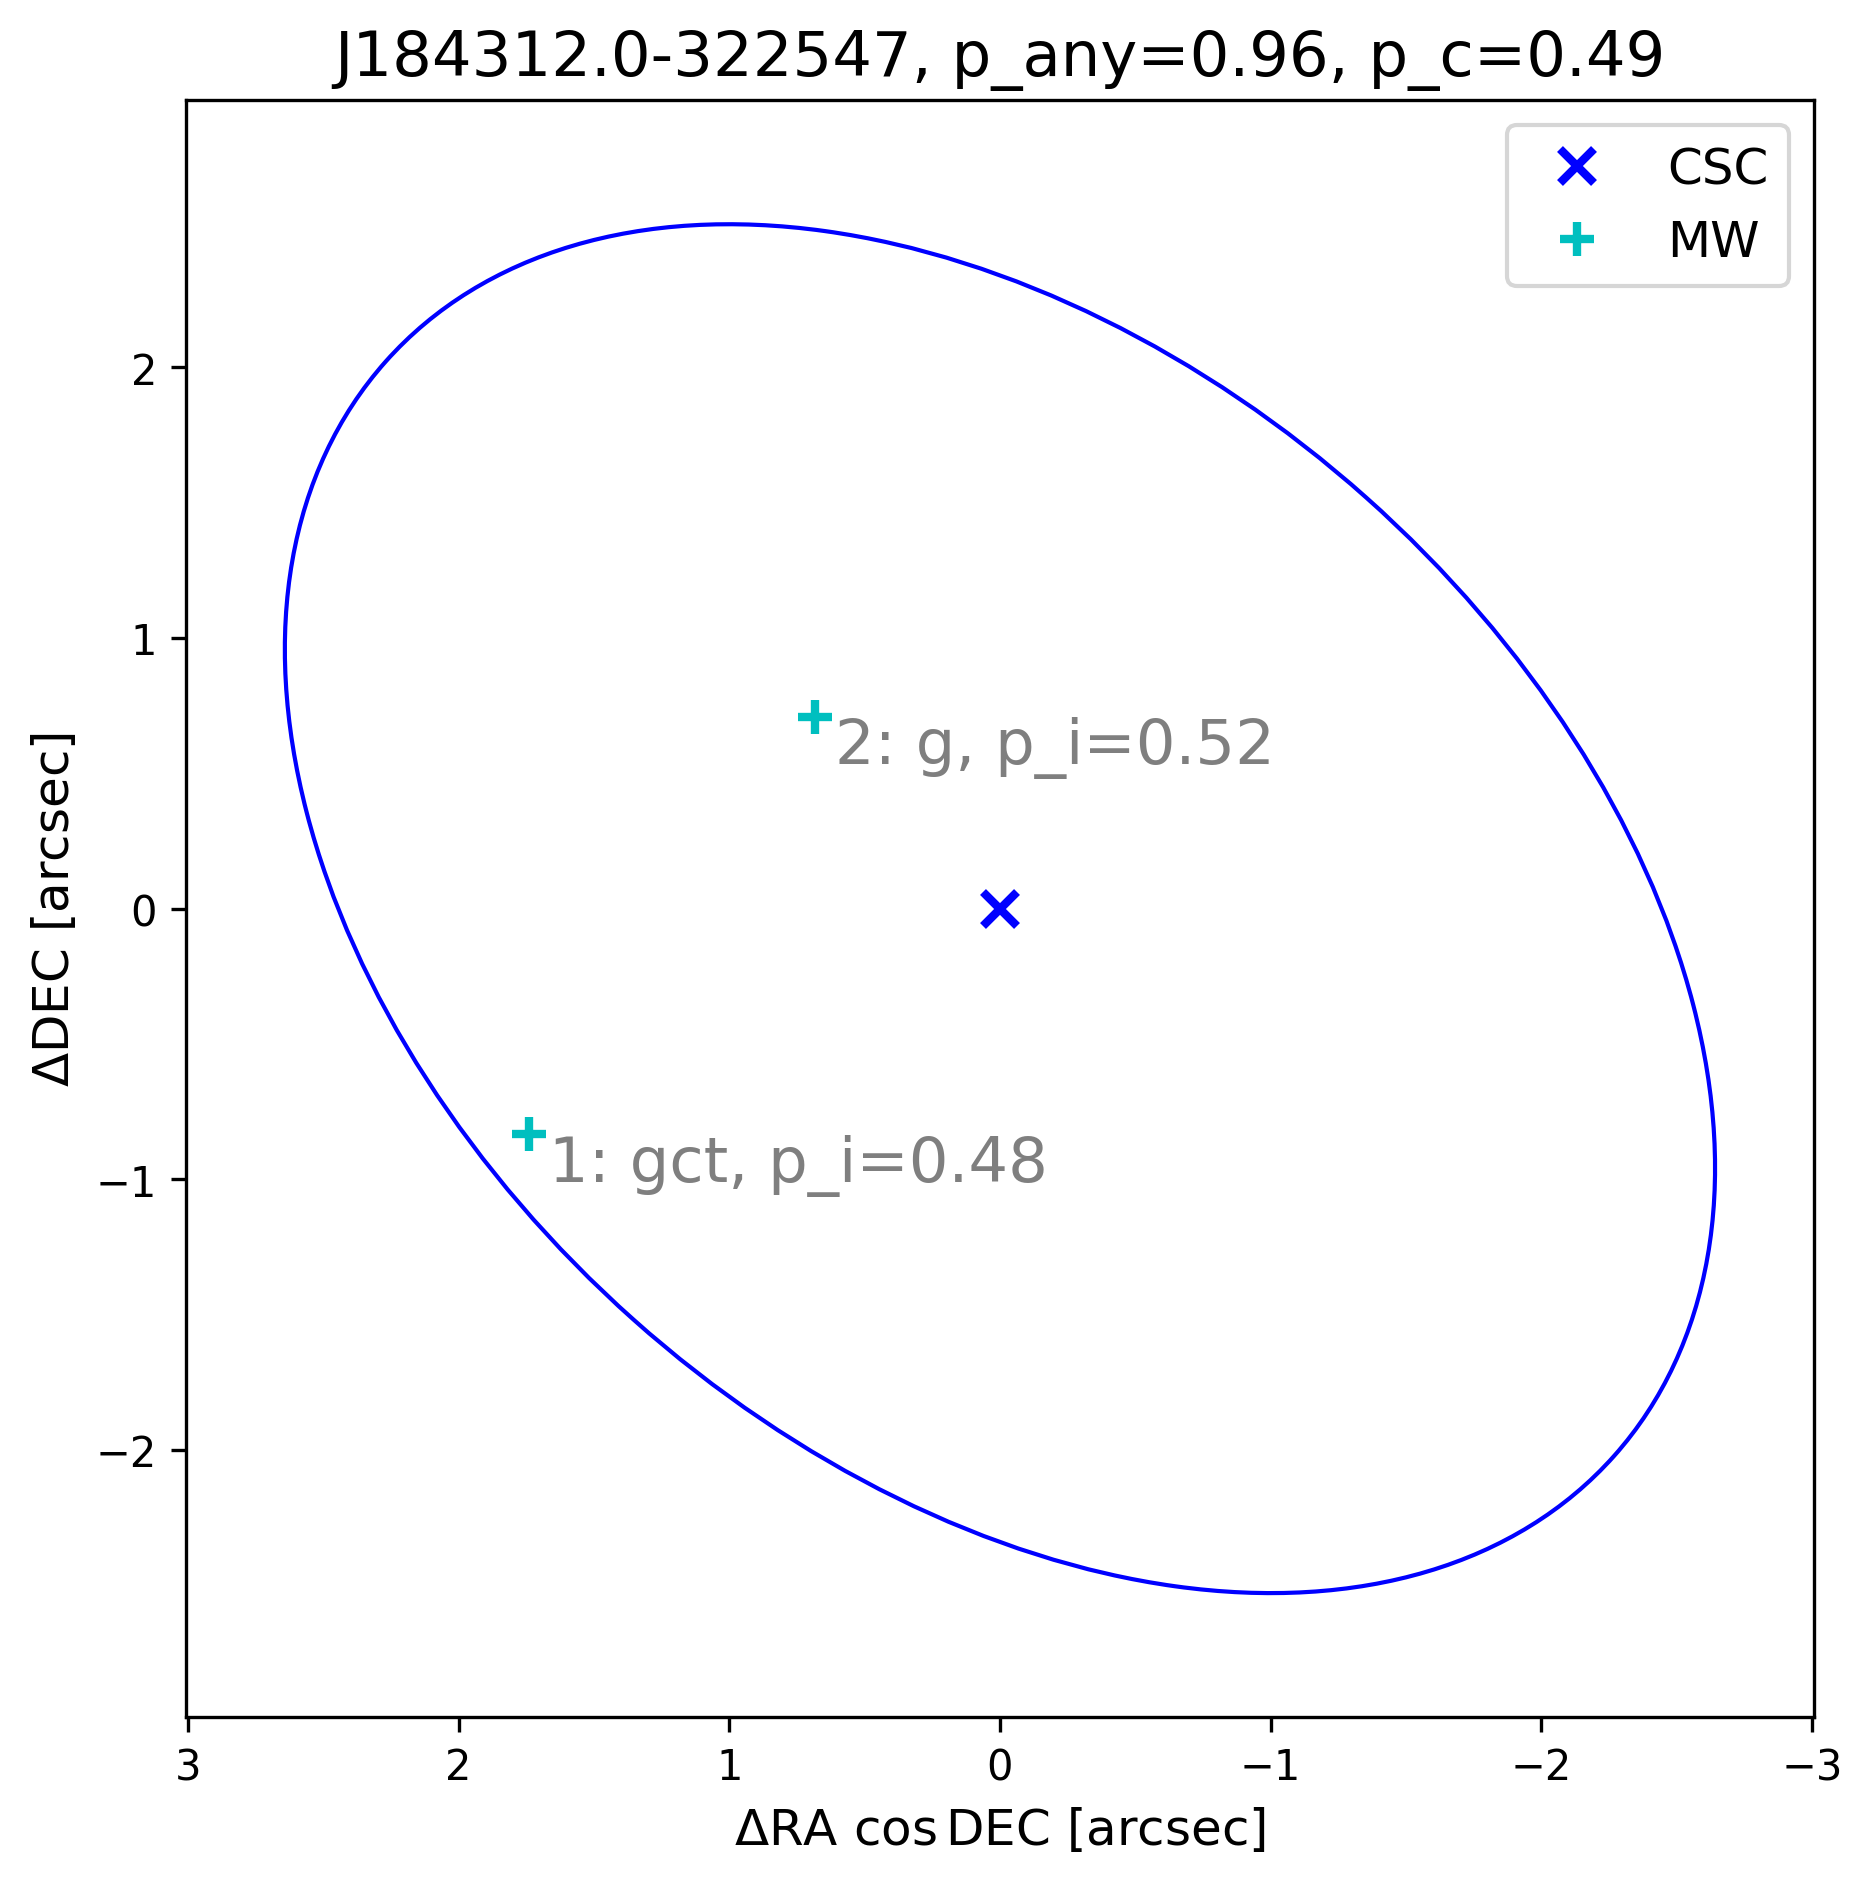 J184312.0-322547, p_any=0.96, p_c=0.49
CSC
MW
2
1
0
−1
−2
ΔDEC [arcsec]
2: g, p_i=0.52
1: gct, p_i=0.48
3
2
1
0
−1
−2
−3
ΔRA cos DEC [arcsec]